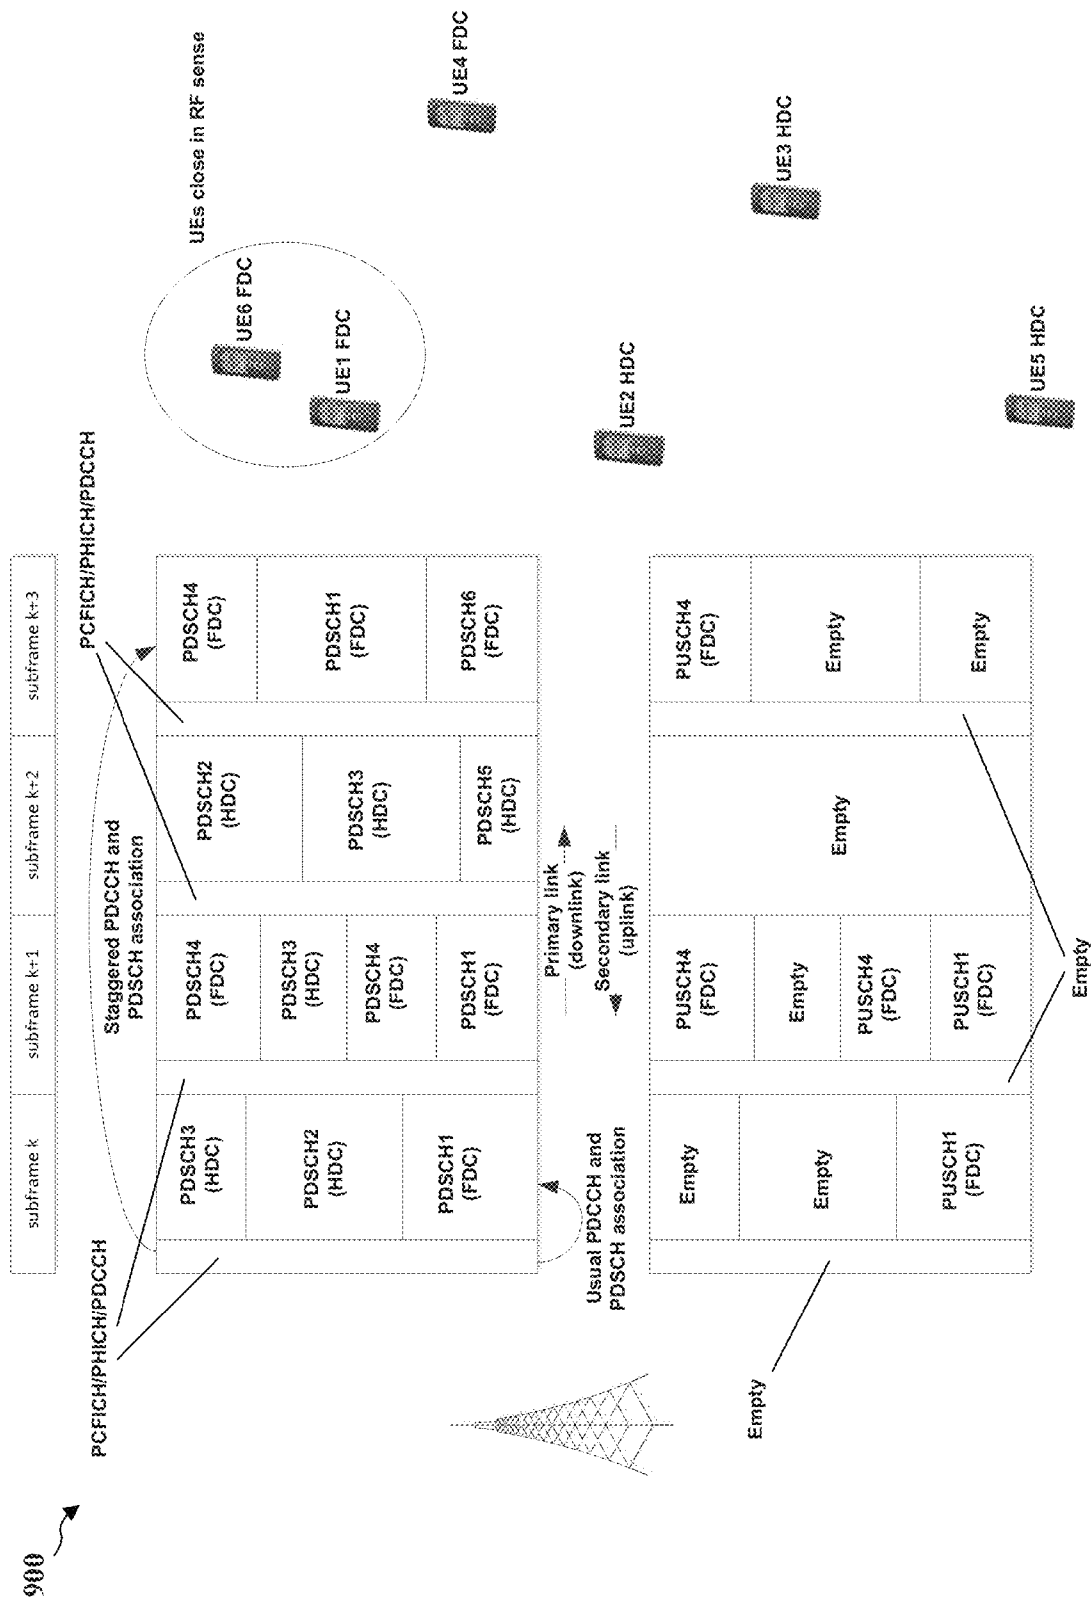 900
subframe k
subframe k+1
subframe k+2
subframe k+3
PCFICH/PHICH/PDCCH
PCFICH/PHICH/PDCCH
Staggered PDCCH and
PDSCH association
PDSCH3
(HDC)
PDSCH2
(HDC)
PDSCH1
(FDC)
PDSCH4
(FDC)
PDSCH3
(HDC)
PDSCH4
(FDC)
PDSCH1
(FDC)
PDSCH2
(HDC)
PDSCH3
(HDC)
PDSCH5
(HDC)
PDSCH4
(FDC)
PDSCH1
(FDC)
PDSCH6
(FDC)
Usual PDCCH and
PDSCH association
Primary link
(downlink)
Secondary link
(uplink)
Empty
Empty
PUSCH1
(FDC)
PUSCH4
(FDC)
Empty
PUSCH4
(FDC)
PUSCH1
(FDC)
Empty
PUSCH4
(FDC)
Empty
Empty
Empty
Empty
UEs close in RF sense
UE6 FDC
UE1 FDC
UE4 FDC
UE2 HDC
UE3 HDC
UE5 HDC